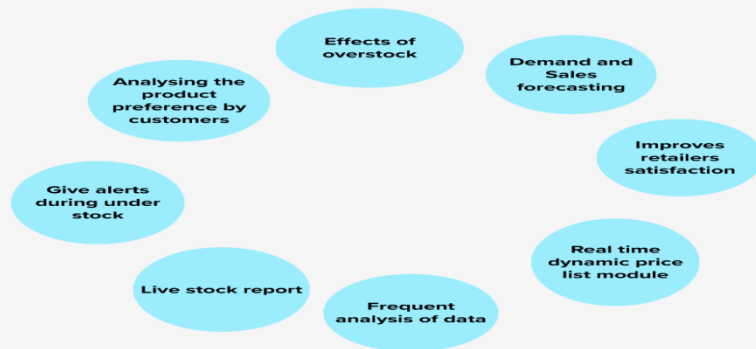 Effects of
overstock
Demand and
Sales
forecasting
Analysing the
product
preference by
customers
Improves
retailers
satisfaction
Give alerts
during under
stock
Real time
dynamic price
list module
Live stock report
Frequent
analysis of data